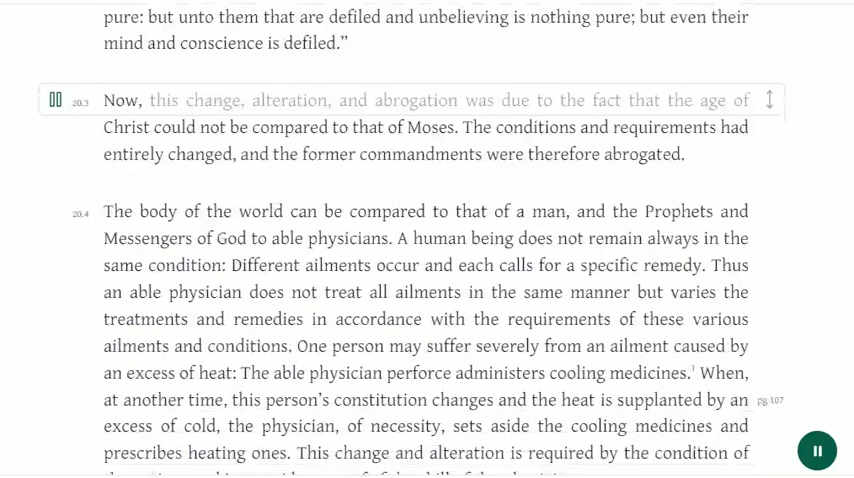 pure: but unto them that are defiled and unbelieving is nothing pure; but even their
mind and conscience is defiled.”
20.3 Now, this change, alteration, and abrogation was due to the fact that the age of
Christ could not be compared to that of Moses. The conditions and requirements had
entirely changed, and the former commandments were therefore abrogated.
20.4 The body of the world can be compared to that of a man, and the Prophets and
Messengers of God to able physicians. A human being does not remain always in the
same condition: Different ailments occur and each calls for a specific remedy. Thus
an able physician does not treat all ailments in the same manner but varies the
treatments and remedies in accordance with the requirements of these various
ailments and conditions. One person may suffer severely from an ailment caused by
an excess of heat: The able physician perforce administers cooling medicines.¹ When,
at another time, this person’s constitution changes and the heat is supplanted by an pg 107
excess of cold, the physician, of necessity, sets aside the cooling medicines and
prescribes heating ones. This change and alteration is required by the condition of